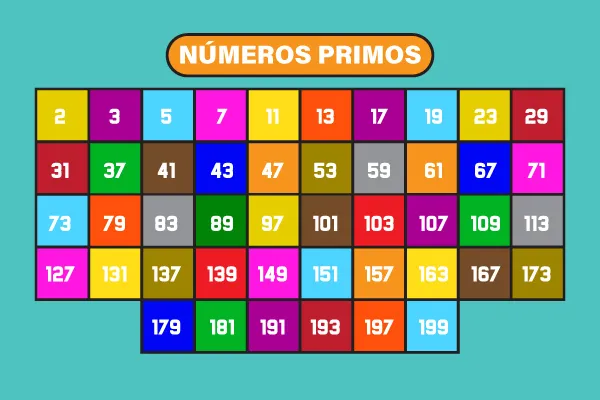 NÚMEROS PRIMOS
2 3 5 7 11 13 17 19 23 29
31 37 41 43 47 53 59 61 67 71
73 79 83 89 97 101 103 107 109 113
127 131 137 139 149 151 157 163 167 173
179 181 191 193 197 199